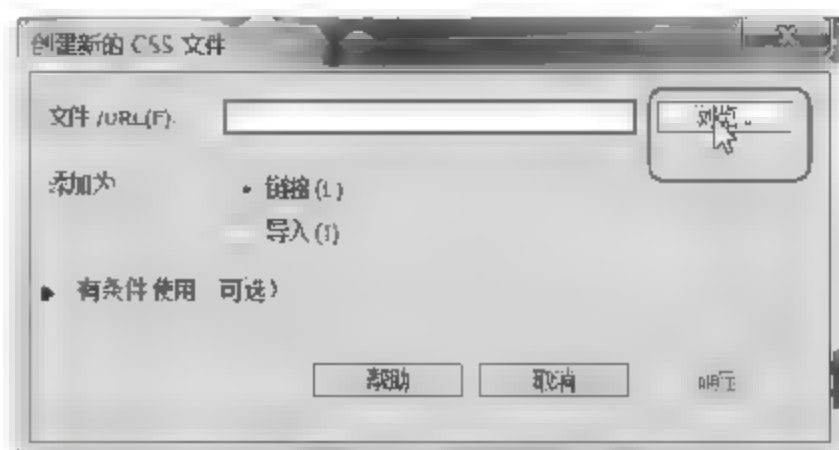 创建新的 CSS 文件
文件/URL(F):
浏览...
添加为:
链接(L)
导入(I)
有条件使用 可选)
帮助 取消 确定